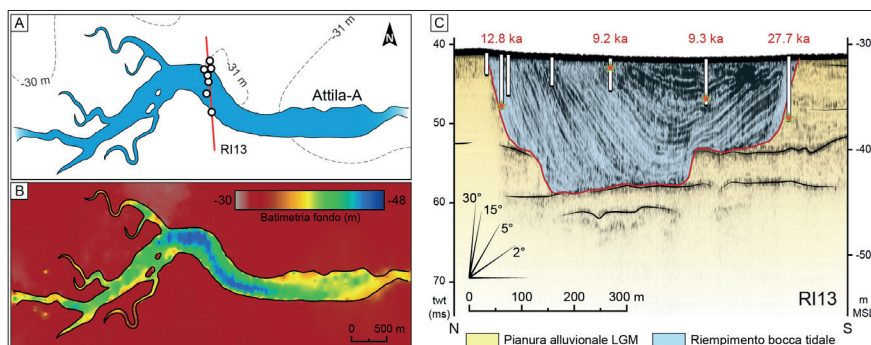 A
N
-30 m
-31 m
-31 m
Attila-A
RI13
B
-30 -48
Batimetria fondo (m)
0 500 m
C
12.8 ka 9.2 ka 9.3 ka 27.7 ka
40
50
60
70
twt
(ms)
-30
-40
-50
m
MSL
30°
15°
5°
2°
0 100 200 300 m
RI13
N S
Pianura alluvionale LGM Riempimento bocca tidale